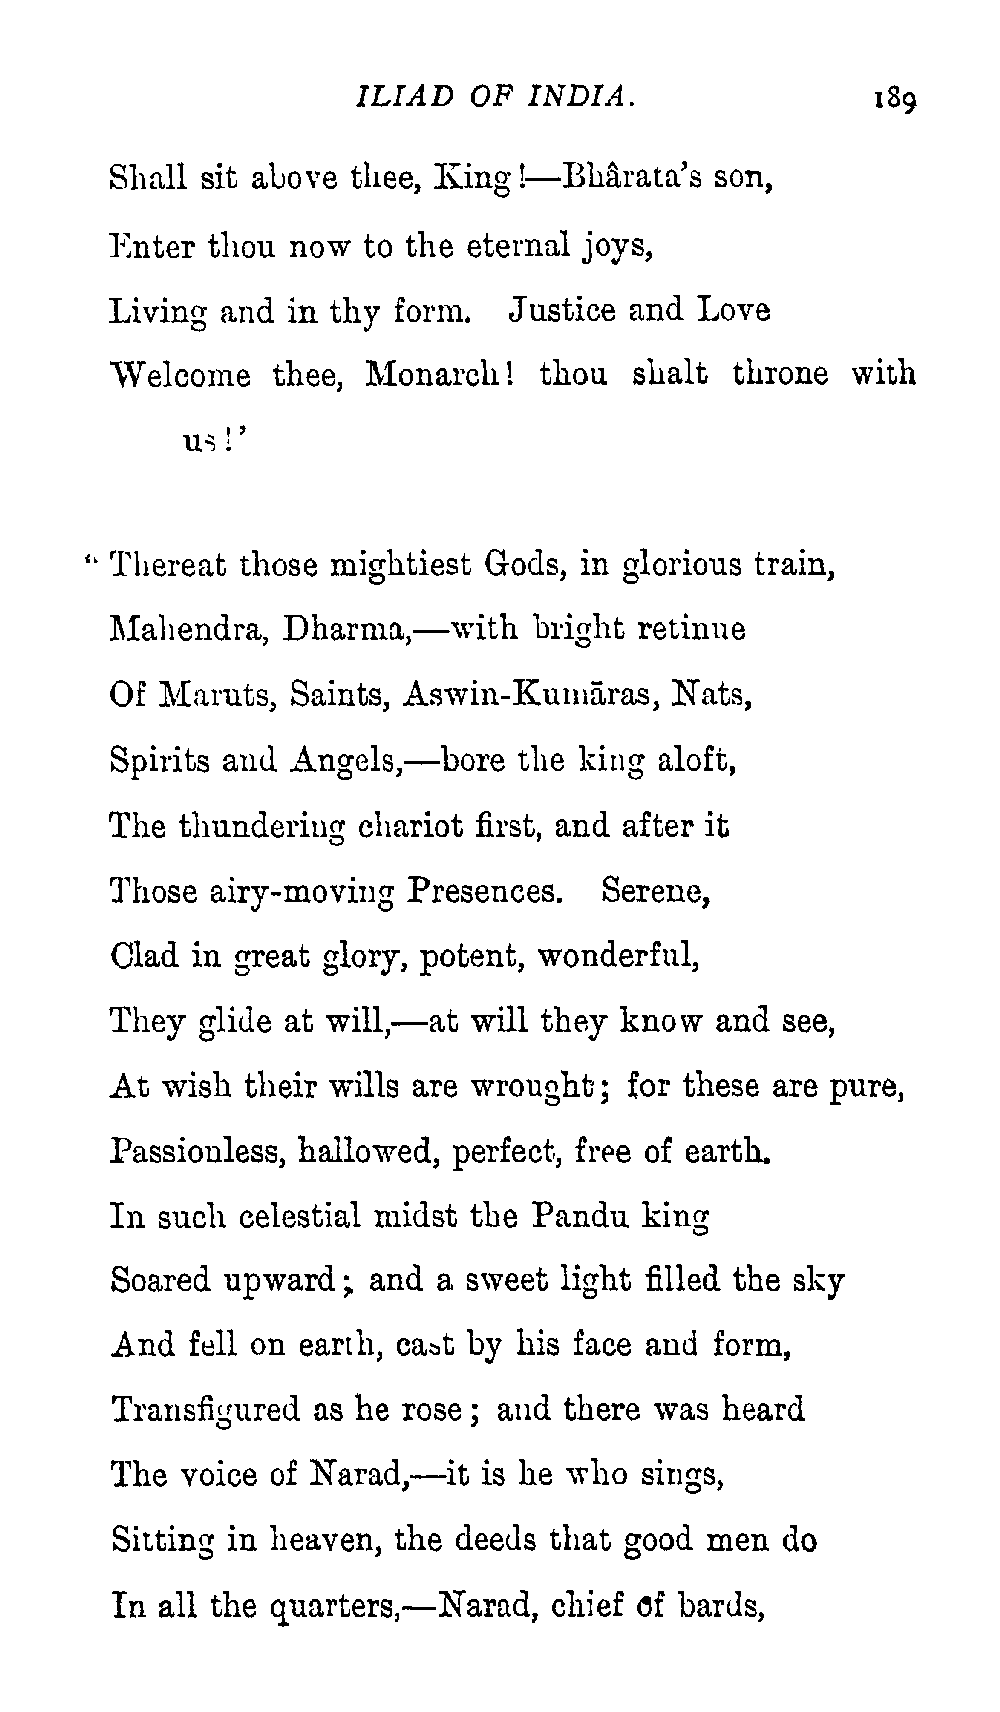 ILIAD OF INDIA. 189
Shall sit above thee, King!—Bhârata's son,
Enter thou now to the eternal joys,
Living and in thy form. Justice and Love
Welcome thee, Monarch! thou shalt throne with
us!'
"Thereat those mightiest Gods, in glorious train,
Mahendra, Dharma,—with bright retinue
Of Maruts, Saints, Aswin-Kumāras, Nats,
Spirits and Angels,—bore the king aloft,
The thundering chariot first, and after it
Those airy-moving Presences. Serene,
Clad in great glory, potent, wonderful,
They glide at will,—at will they know and see,
At wish their wills are wrought; for these are pure,
Passionless, hallowed, perfect, free of earth.
In such celestial midst the Pandu king
Soared upward; and a sweet light filled the sky
And fell on earth, cast by his face and form,
Transfigured as he rose; and there was heard
The voice of Narad,—it is he who sings,
Sitting in heaven, the deeds that good men do
In all the quarters,—Narad, chief of bards,